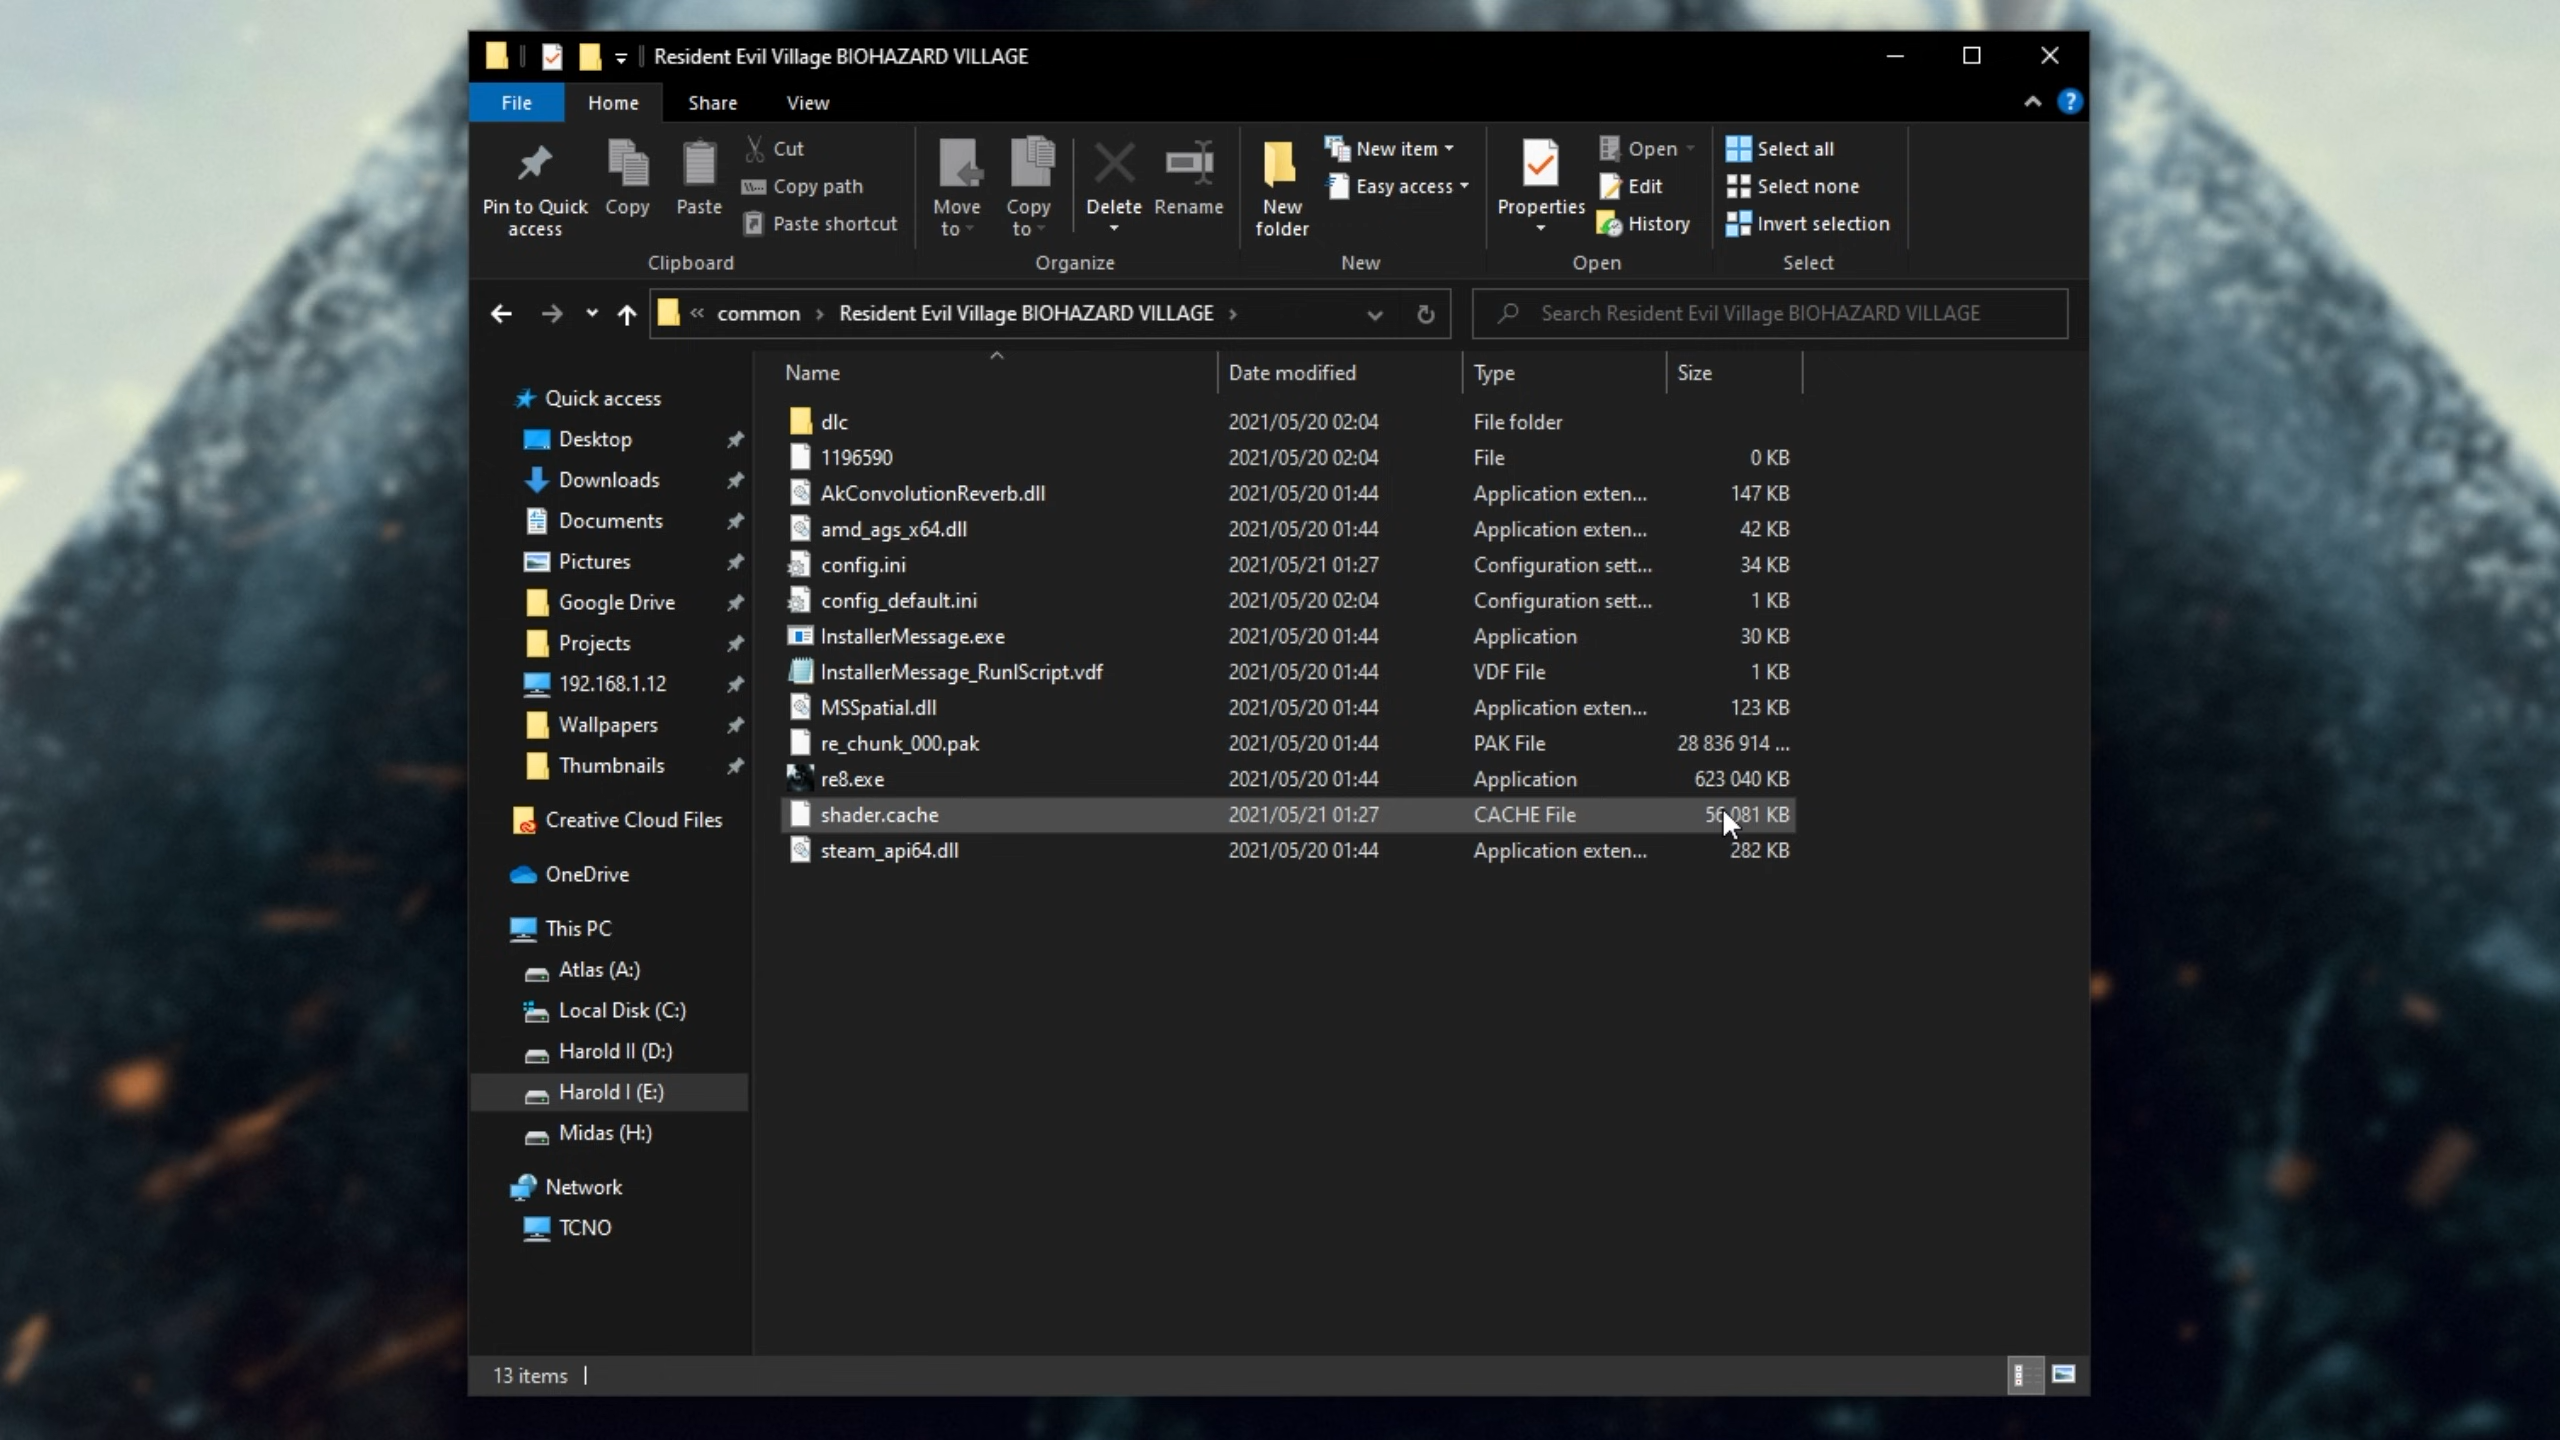 Resident Evil Village BIOHAZARD VILLAGE
File Home Share View
Pin to Quick access
Copy
Paste
Cut
Copy path
Paste shortcut
Clipboard
Move to
Copy to
Delete
Rename
Organize
New folder
New item
Easy access
New
Properties
Open
Edit
History
Open
Select all
Select none
Invert selection
Select
« common › Resident Evil Village BIOHAZARD VILLAGE ›
Search Resident Evil Village BIOHAZARD VILLAGE
Quick access
Desktop
Downloads
Documents
Pictures
Google Drive
Projects
192.168.1.12
Wallpapers
Thumbnails
Creative Cloud Files
OneDrive
This PC
Atlas (A:)
Local Disk (C:)
Harold II (D:)
Harold I (E:)
Midas (H:)
Network
TCNO
Name Date modified Type Size
dlc 2021/05/20 02:04 File folder
1196590 2021/05/20 02:04 File 0 KB
AkConvolutionReverb.dll 2021/05/20 01:44 Application exten... 147 KB
amd_ags_x64.dll 2021/05/20 01:44 Application exten... 42 KB
config.ini 2021/05/21 01:27 Configuration sett... 34 KB
config_default.ini 2021/05/20 02:04 Configuration sett... 1 KB
InstallerMessage.exe 2021/05/20 01:44 Application 30 KB
InstallerMessage_RunIScript.vdf 2021/05/20 01:44 VDF File 1 KB
MSSpatial.dll 2021/05/20 01:44 Application exten... 123 KB
re_chunk_000.pak 2021/05/20 01:44 PAK File 28 836 914 ...
re8.exe 2021/05/20 01:44 Application 623 040 KB
shader.cache 2021/05/21 01:27 CACHE File 56 081 KB
steam_api64.dll 2021/05/20 01:44 Application exten... 282 KB
13 items